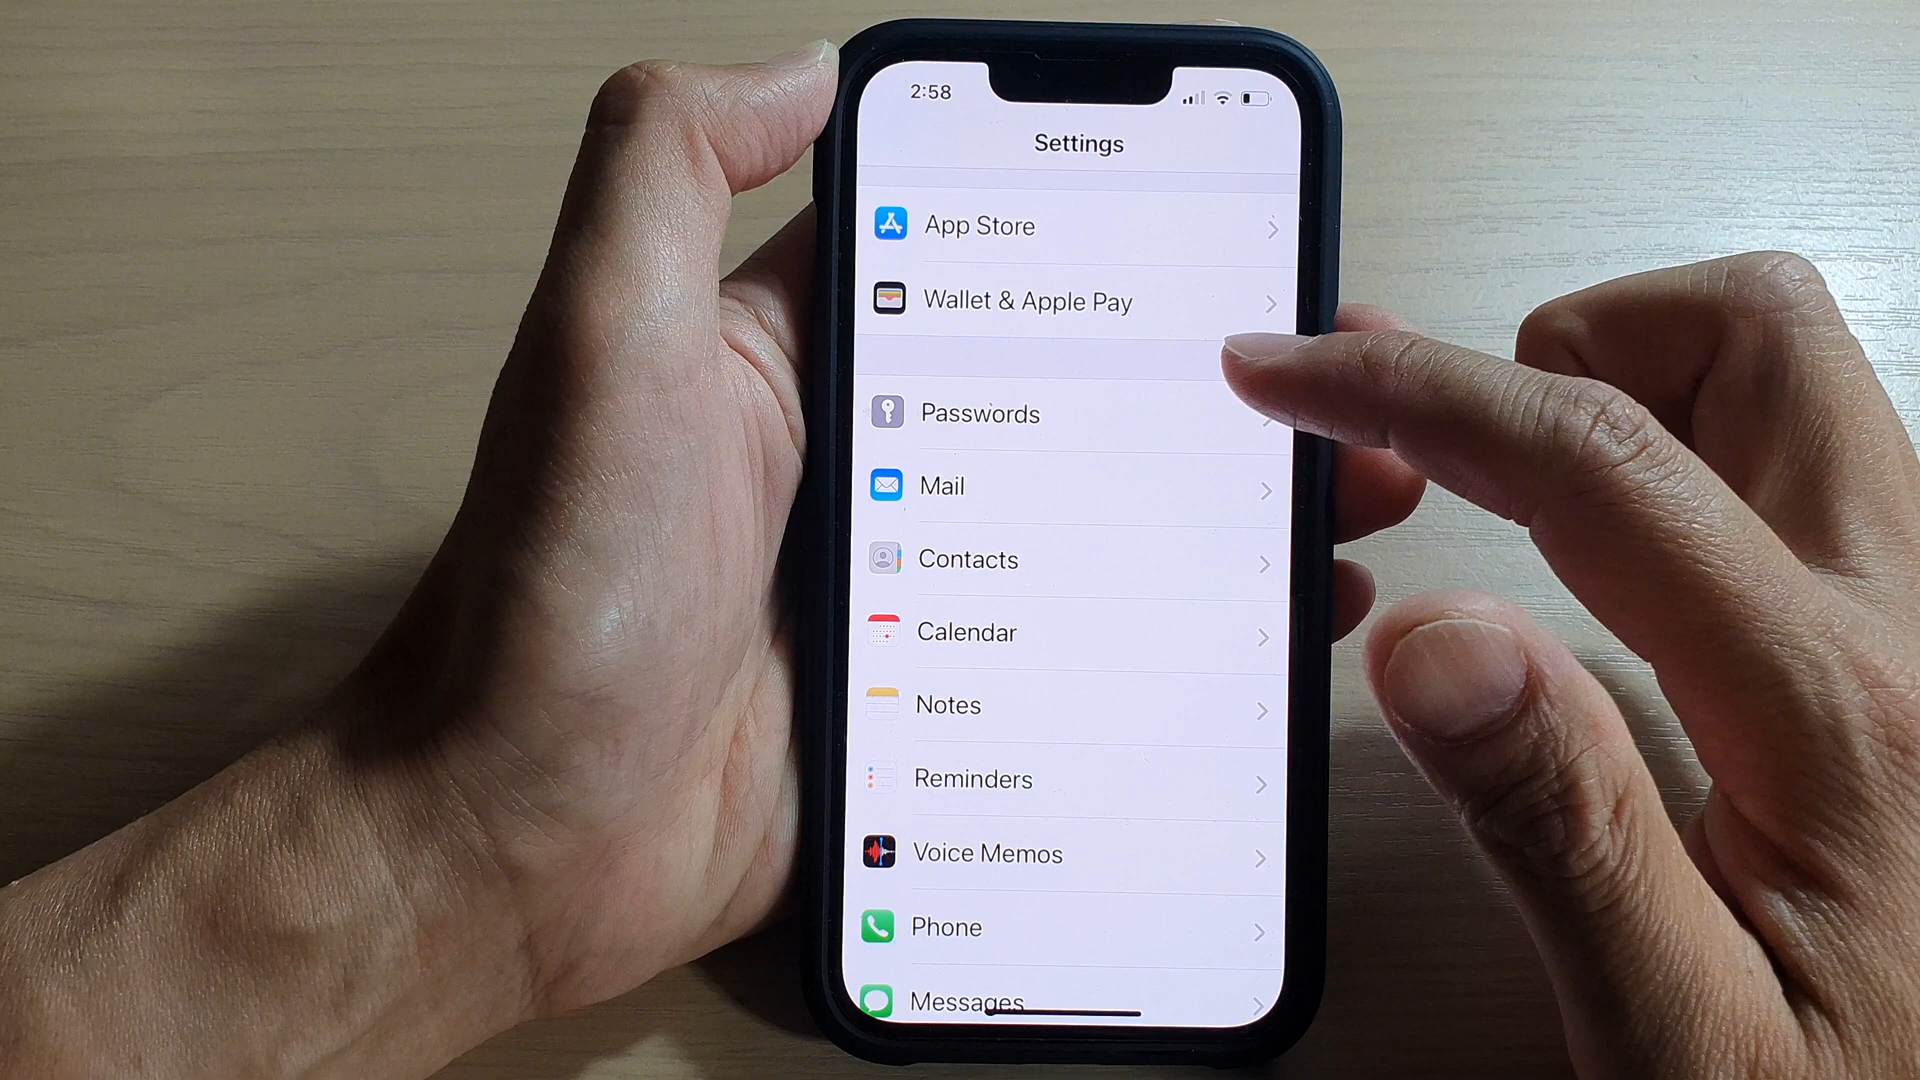 2:58
Settings
App Store
Wallet & Apple Pay
Passwords
Mail
Contacts
Calendar
Notes
Reminders
Voice Memos
Phone
Messages